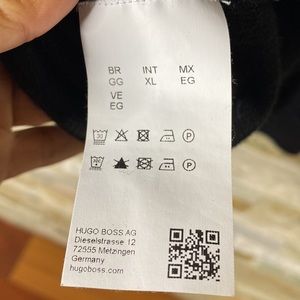 BR INT MX
GG XL EG
VE
EG
HUGO BOSS AG
Dieselstrasse 12
72555 Metzingen
Germany
hugoboss.com